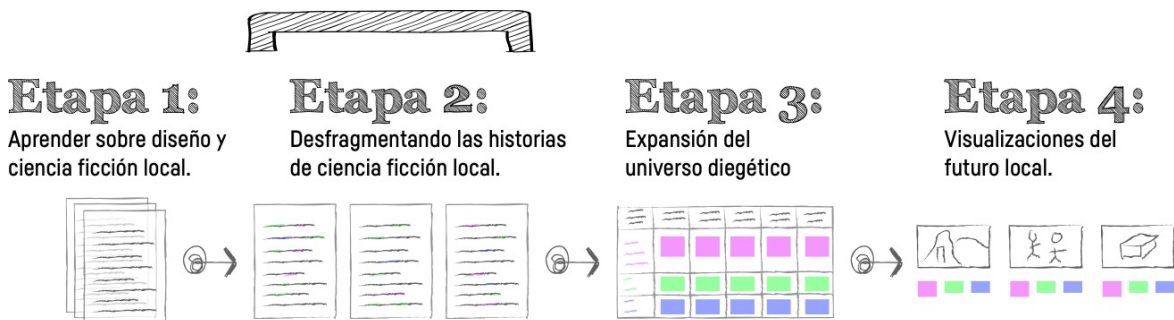 Etapa 1:
Aprender sobre diseño y
ciencia ficción local.
Etapa 2:
Desfragmentando las historias
de ciencia ficción local.
Etapa 3:
Expansión del
universo diegético
Etapa 4:
Visualizaciones del
futuro local.